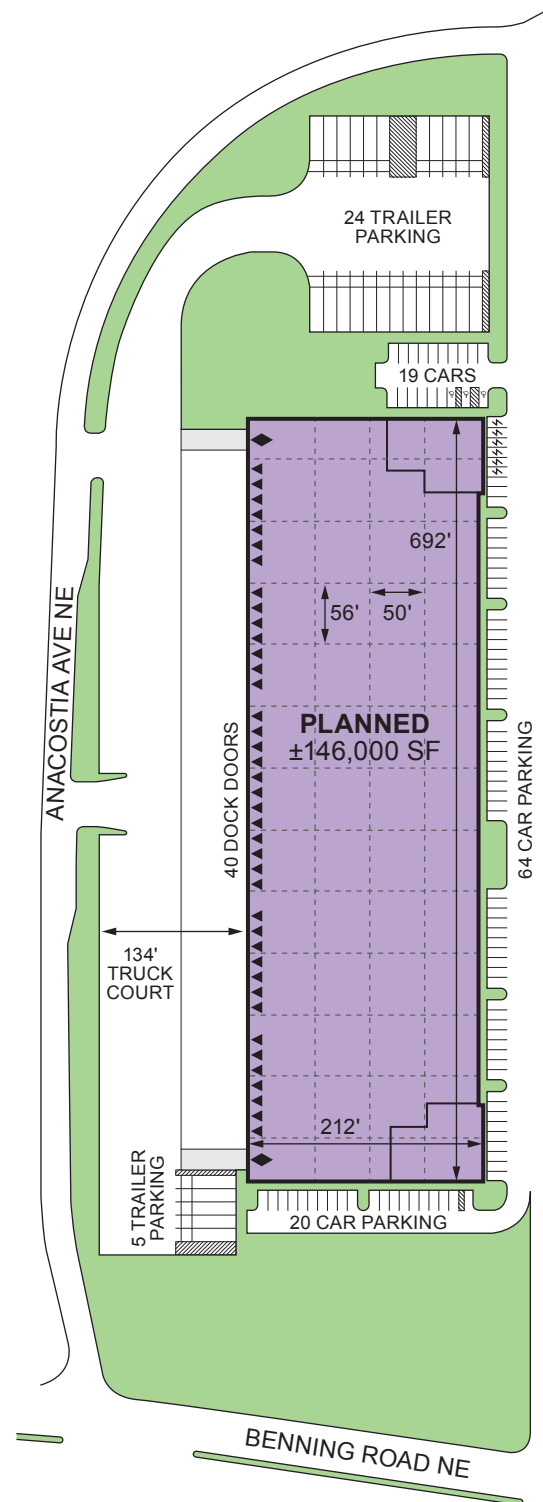 24 TRAILER
PARKING
19 CARS
692'
56'
50'
ANACOSTIA AVE NE
PLANNED
±146,000 SF
40 DOCK DOORS
64 CAR PARKING
134'
TRUCK
COURT
212'
5 TRAILER
PARKING
20 CAR PARKING
BENNING ROAD NE